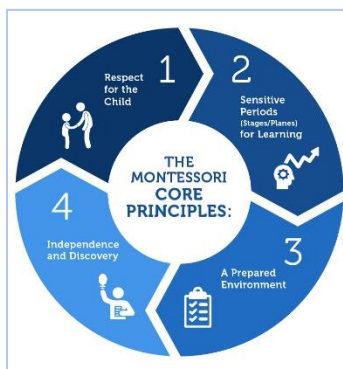 THE
MONTESSORI
CORE
PRINCIPLES:
1
Respect
for the
Child
2
Sensitive
Periods
(Stages/Planes)
for Learning
3
A Prepared
Environment
4
Independence
and Discovery